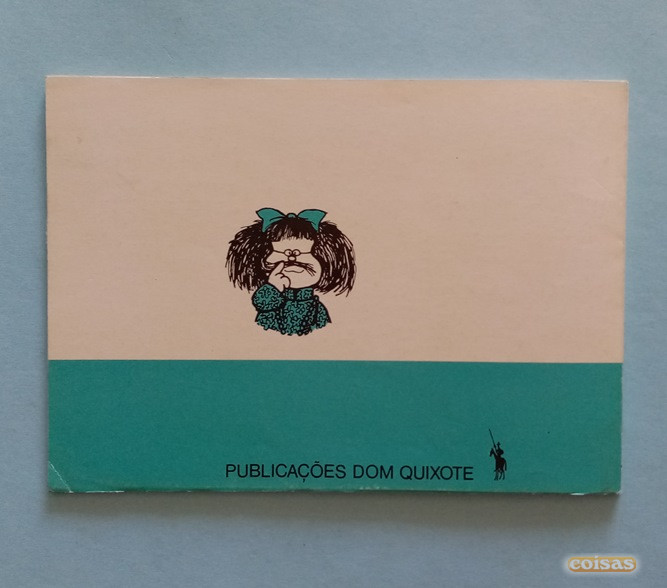 PUBLICAÇÕES DOM QUIXOTE
coisas